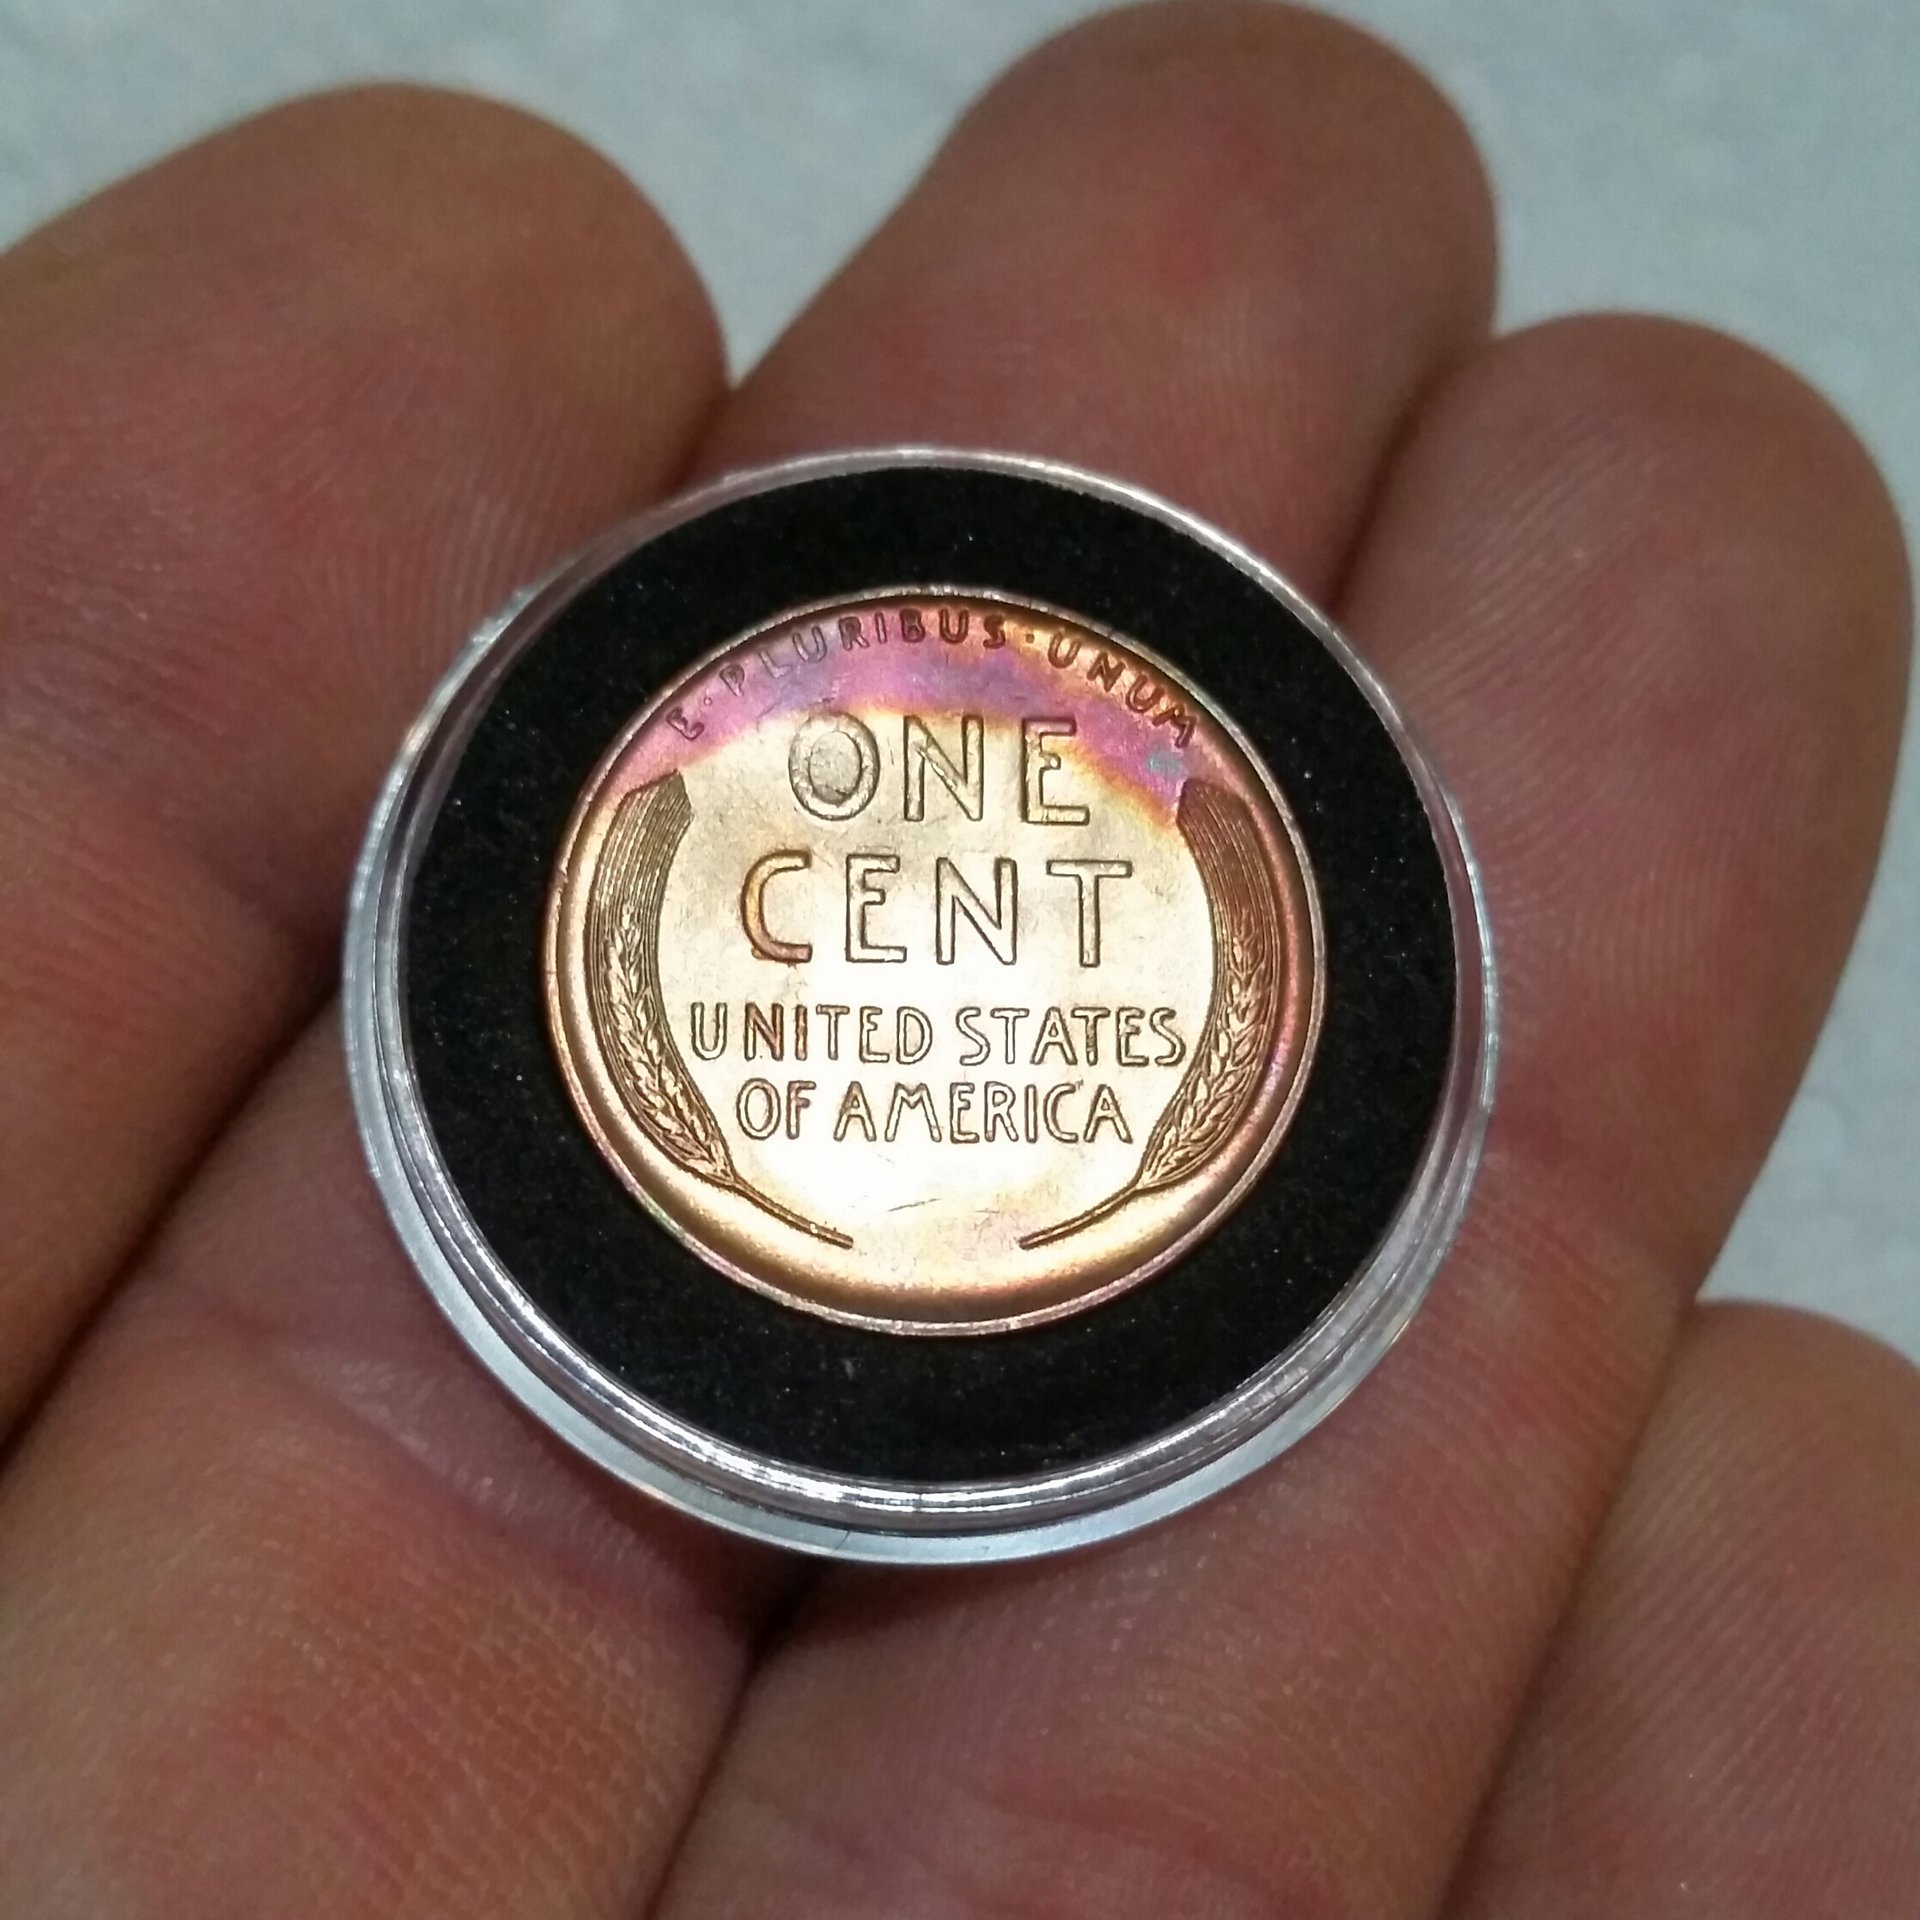 E·PLURIBUS·UNUM
ONE
CENT
UNITED STATES
OF AMERICA